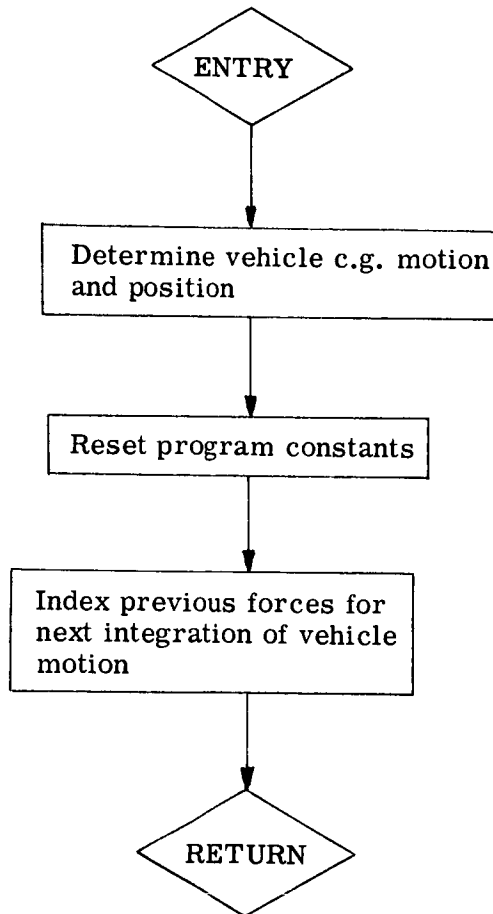 ENTRY
Determine vehicle c.g. motion
and position
Reset program constants
Index previous forces for
next integration of vehicle
motion
RETURN